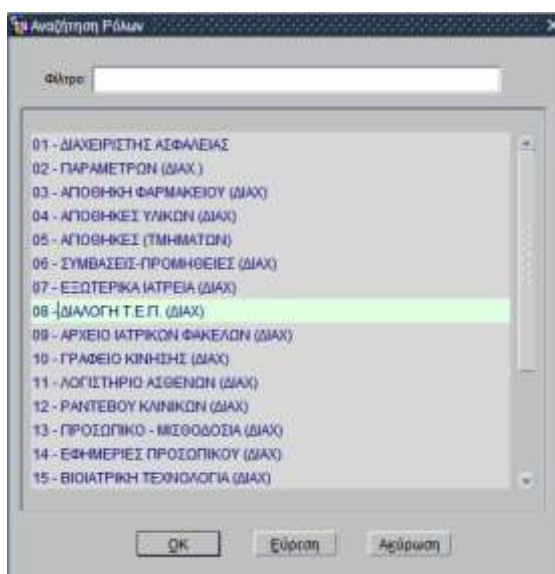 Αναζήτηση Ρόλων
Φίλτρο
01 - ΔΙΑΧΕΙΡΙΣΤΗΣ ΑΣΦΑΛΕΙΑΣ
02 - ΠΑΡΑΜΕΤΡΩΝ (ΔΙΑΧ.)
03 - ΑΠΟΘΗΚΗ ΦΑΡΜΑΚΕΙΟΥ (ΔΙΑΧ)
04 - ΑΠΟΘΗΚΕΣ ΥΛΙΚΩΝ (ΔΙΑΧ)
05 - ΑΠΟΘΗΚΕΣ (ΤΜΗΜΑΤΩΝ)
06 - ΣΥΜΒΑΣΕΙΣ-ΠΡΟΜΗΘΕΙΕΣ (ΔΙΑΧ)
07 - ΕΞΩΤΕΡΙΚΑ ΙΑΤΡΕΙΑ (ΔΙΑΧ)
08 - ΔΙΑΛΟΓΗ Τ.Ε.Π. (ΔΙΑΧ)
09 - ΑΡΧΕΙΟ ΙΑΤΡΙΚΩΝ ΦΑΚΕΛΩΝ (ΔΙΑΧ)
10 - ΓΡΑΦΕΙΟ ΚΙΝΗΣΗΣ (ΔΙΑΧ)
11 - ΛΟΓΙΣΤΗΡΙΟ ΑΣΘΕΝΩΝ (ΔΙΑΧ)
12 - ΡΑΝΤΕΒΟΥ ΚΛΙΝΙΚΩΝ (ΔΙΑΧ)
13 - ΠΡΟΣΩΠΙΚΟ - ΜΙΣΘΟΔΟΣΙΑ (ΔΙΑΧ)
14 - ΕΦΗΜΕΡΙΕΣ ΠΡΟΣΩΠΙΚΟΥ (ΔΙΑΧ)
15 - ΒΙΟΙΑΤΡΙΚΗ ΤΕΧΝΟΛΟΓΙΑ (ΔΙΑΧ)
OK Εύρεση Ακύρωση